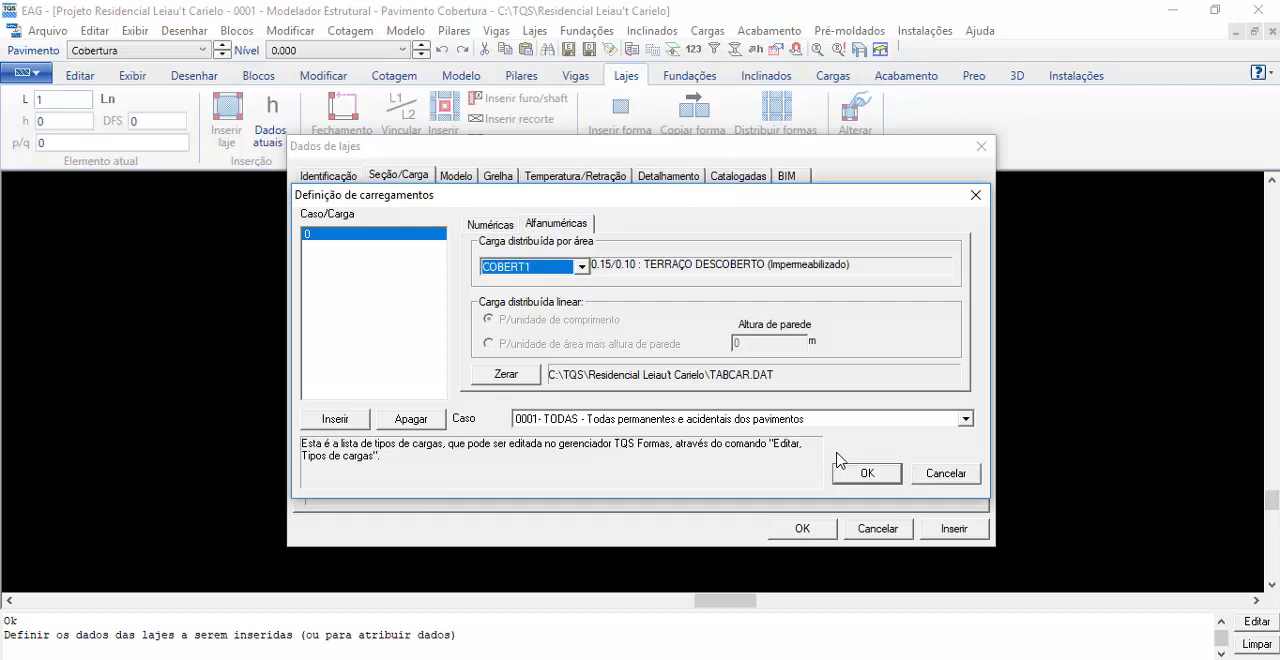 TQS EAG - [Projeto Residencial Leiau't Carielo - 0001 - Modelador Estrutural - Pavimento Cobertura - C:\TQS\Residencial Leiau't Carielo]
Arquivo Editar Exibir Desenhar Blocos Modificar Cotagem Modelo Pilares Vigas Lajes Fundações Inclinados Cargas Acabamento Pré-moldados Instalações Ajuda
Pavimento Cobertura Nível 0.000 123
Editar Exibir Desenhar Blocos Modificar Cotagem Modelo Pilares Vigas Lajes Fundações Inclinados Cargas Acabamento Preo 3D Instalações
L 1 Ln
h 0 DFS 0
p/q 0
Elemento atual
h
Inserir laje
Dados atuais
Inserção
Fechamento
L1/L2
Vincular
Inserir
Inserir furo/shaft
Inserir recorte
Inserir forma
Copiar forma
Distribuir formas
Alterar
Dados de lajes
Identificação Seção/Carga Modelo Grelha Temperatura/Retração Detalhamento Catalogadas BIM
Definição de carregamentos
Caso/Carga
0
Numéricas Alfanuméricas
Carga distribuída por área
COBERT1 0.15/0.10 : TERRAÇO DESCOBERTO (Impermeabilizado)
Carga distribuída linear:
P/unidade de comprimento
Altura de parede
P/unidade de área mais altura de parede 0 m
Zerar C:\TQS\Residencial Leiau't Carielo\TABCAR.DAT
Inserir Apagar Caso 0001- TODAS - Todas permanentes e acidentais dos pavimentos
Esta é a lista de tipos de cargas, que pode ser editada no gerenciador TQS Formas, através do comando "Editar,
Tipos de cargas".
OK Cancelar
OK Cancelar Inserir
Ok
Definir os dados das lajes a serem inseridas (ou para atribuir dados)
Editar
Limpar